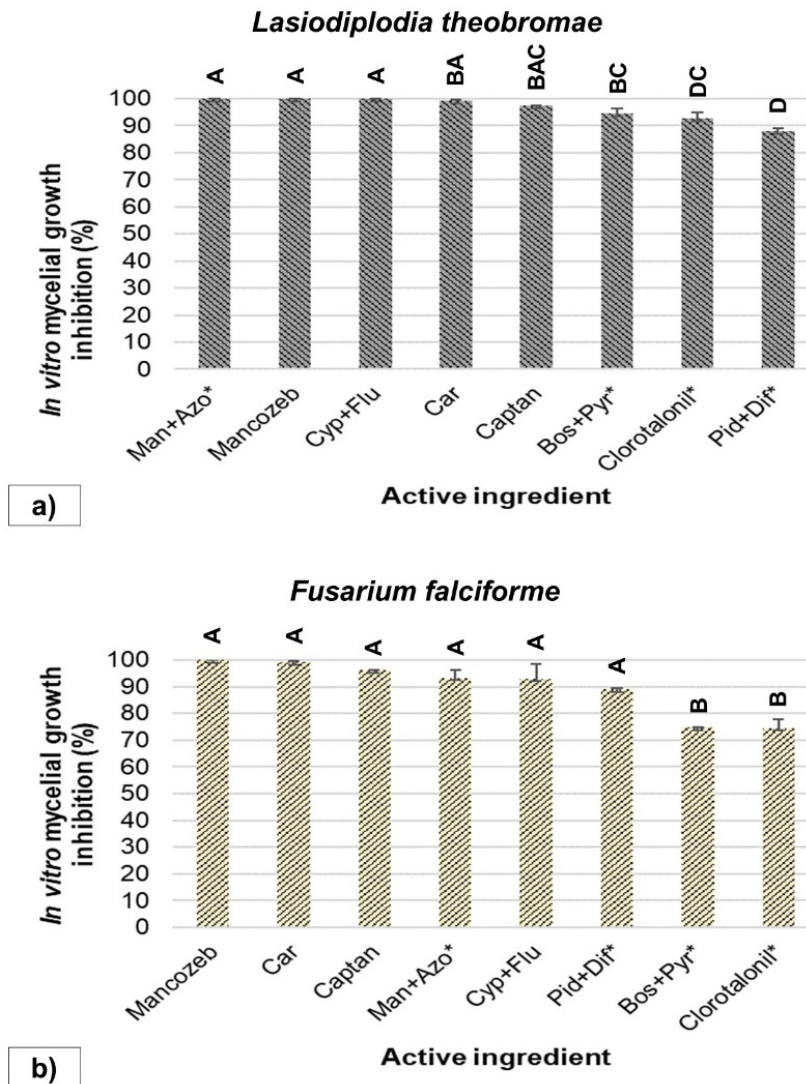 Lasiodiplodia theobromae
A A A BA BAC BC DC D
100
90
80
70
60
50
40
30
20
10
0
In vitro mycelial growth
inhibition (%)
Man+Azo* Mancozeb Cyp+Flu Car Captan Bos+Pyr* Clorotalonil* Pid+Dif*
Active ingredient
a)
Fusarium falciforme
A A A A A A B B
100
90
80
70
60
50
40
30
20
10
0
In vitro mycelial growth
inhibition (%)
Mancozeb Car Captan Man+Azo* Cyp+Flu Pid+Dif* Bos+Pyr* Clorotalonil*
Active ingredient
b)